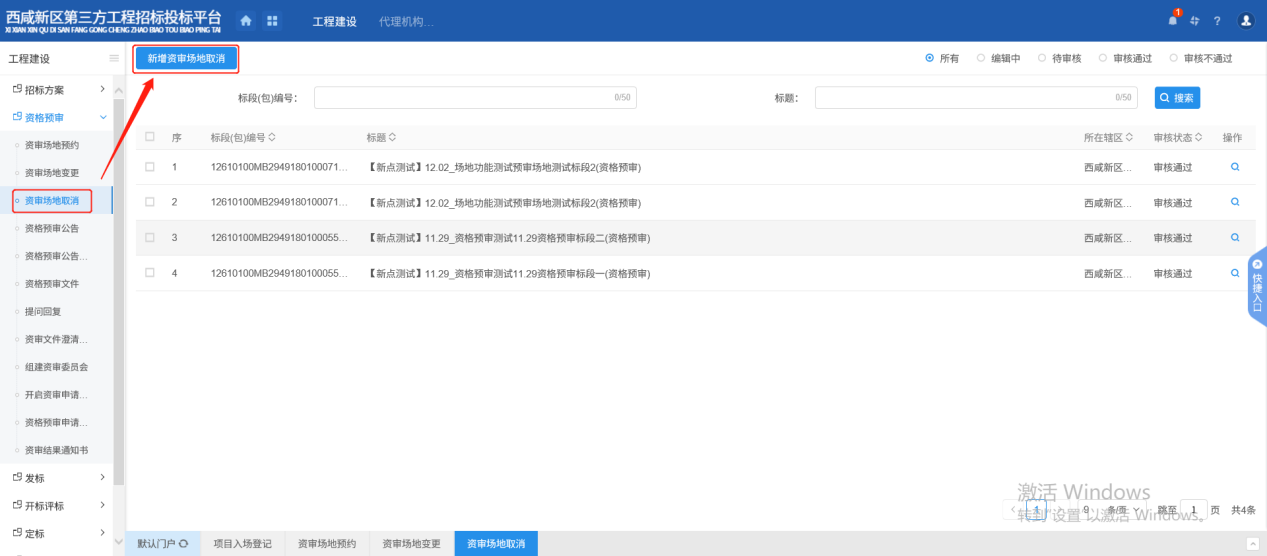 西咸新区第三方工程招标投标平台
XI XIAN XIN QU DI SAN FANG GONG CHENG ZHAO BIAO TOU BIAO PING TAI
工程建设
代理机构...
1
?
工程建设
招标方案
资格预审
资审场地预约
资审场地变更
资审场地取消
资格预审公告
资格预审公告...
资格预审文件
提问回复
资审文件澄清...
组建资审委员会
开启资审申请...
资格预审申请...
资审结果通知书
发标
开标评标
定标
新增资审场地取消
所有 编辑中 待审核 审核通过 审核不通过
标段(包)编号: 0/50 标题: 0/50 搜索
序 标段(包)编号 标题 所在辖区 审核状态 操作
1 12610100MB2949180100071... 【新点测试】12.02_场地功能测试预审场地测试标段2(资格预审) 西咸新区... 审核通过
2 12610100MB2949180100071... 【新点测试】12.02_场地功能测试预审场地测试标段2(资格预审) 西咸新区... 审核通过
3 12610100MB2949180100055... 【新点测试】11.29_资格预审测试11.29资格预审标段二(资格预审) 西咸新区... 审核通过
4 12610100MB2949180100055... 【新点测试】11.29_资格预审测试11.29资格预审标段一(资格预审) 西咸新区... 审核通过
快捷入口
激活 Windows
转到"设置"以激活 Windows。
1 9 条/页 跳至 1 页 共4条
默认门户 项目入场登记 资审场地预约 资审场地变更 资审场地取消